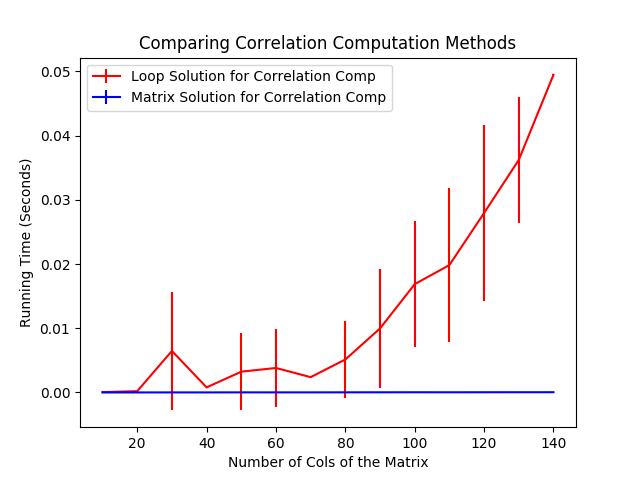 Comparing Correlation Computation Methods
Loop Solution for Correlation Comp
Matrix Solution for Correlation Comp
Running Time (Seconds)
0.05
0.04
0.03
0.02
0.01
0.00
20 40 60 80 100 120 140
Number of Cols of the Matrix